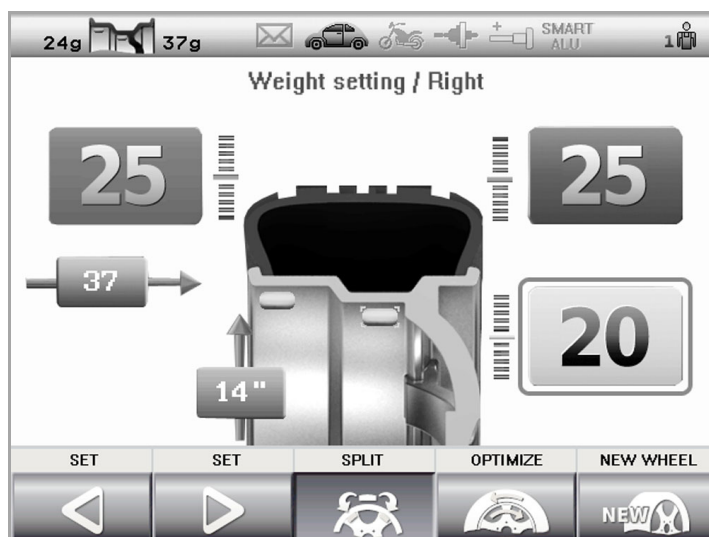 24g 37g SMART ALU 1
Weight setting / Right
25 25
37
20
14"
SET SET SPLIT OPTIMIZE NEW WHEEL
NEW